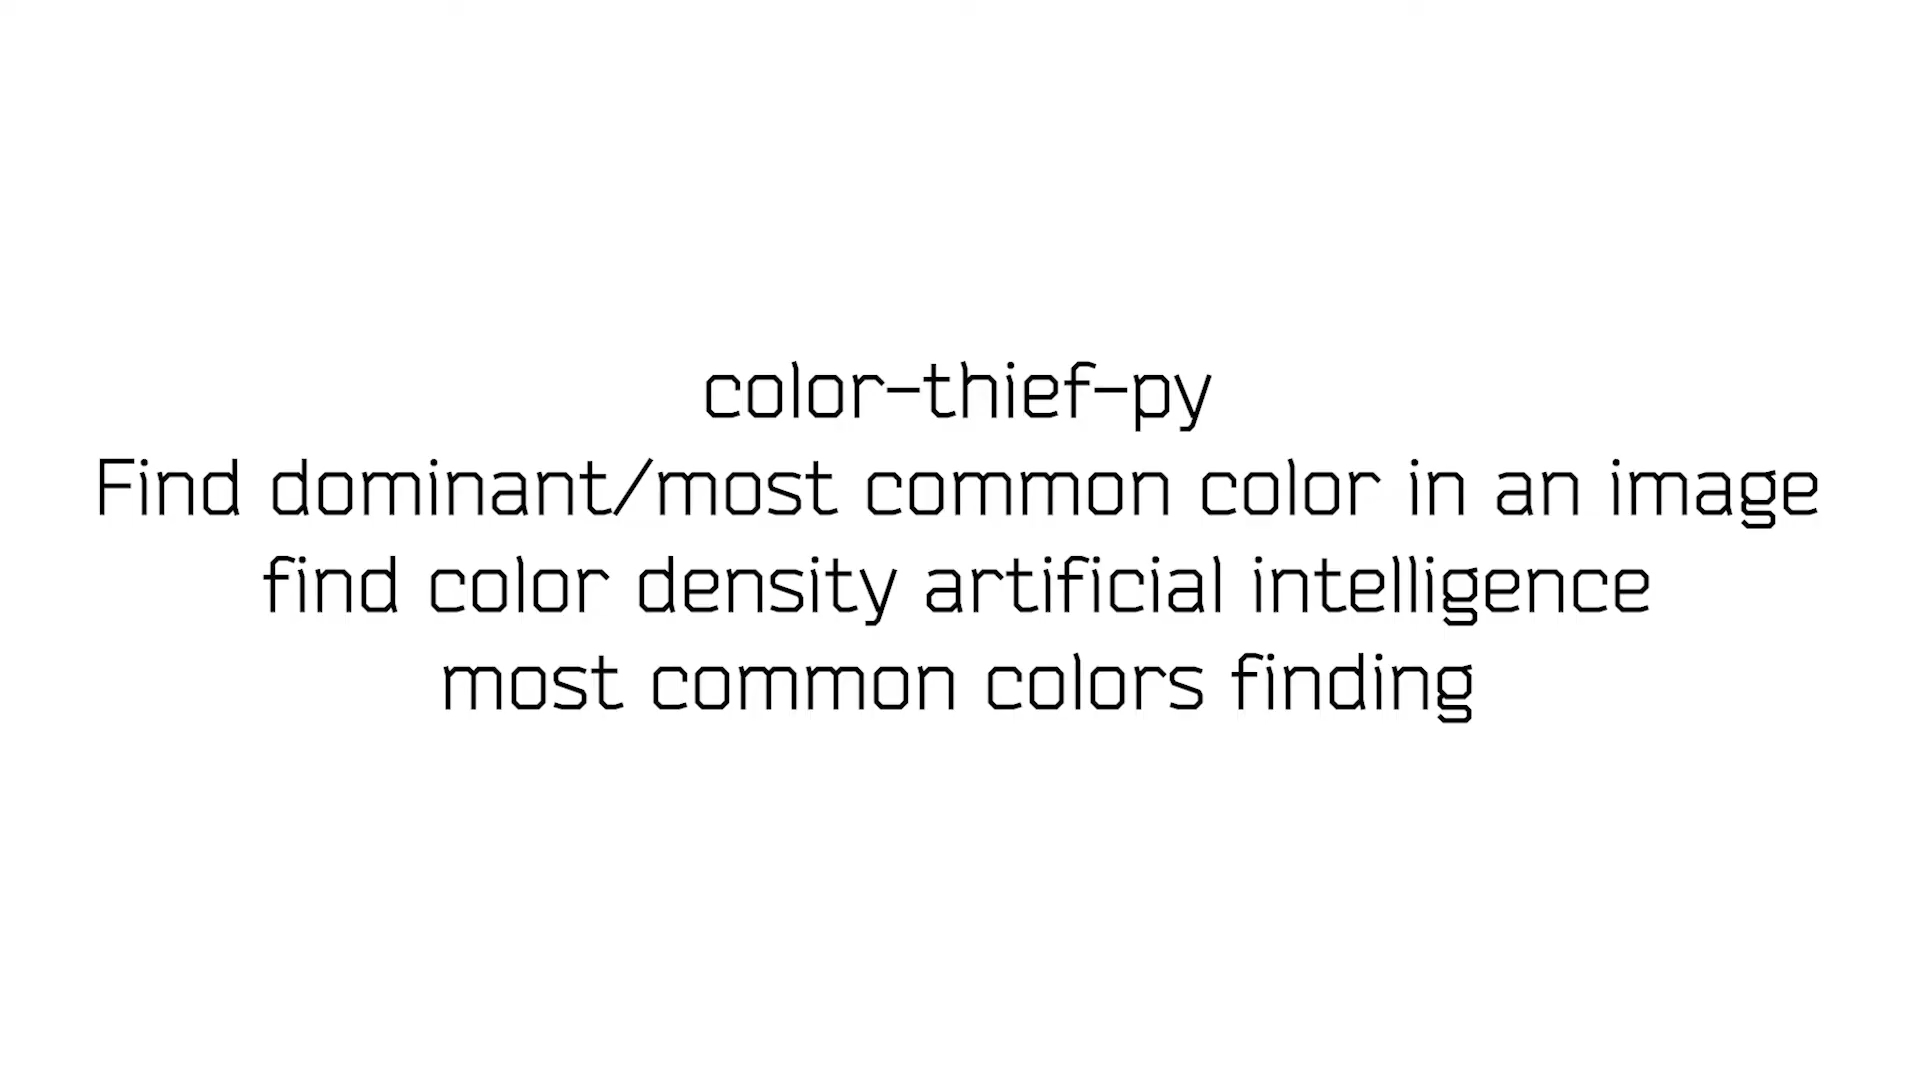 color-thief-py
Find dominant/most common color in an image
find color density artificial intelligence
most common colors finding